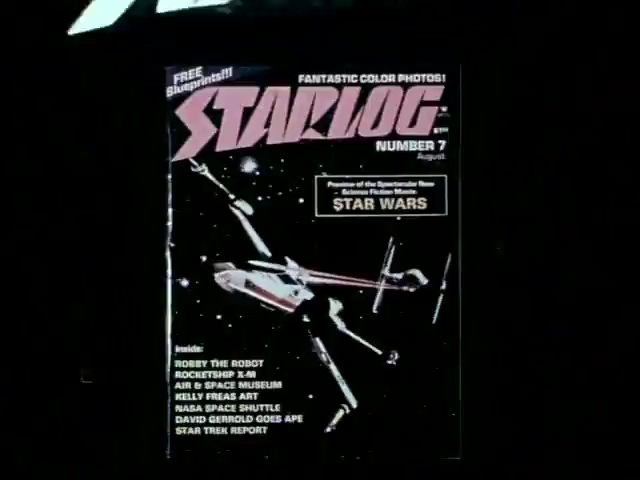 FREE
Blueprints!!!
FANTASTIC COLOR PHOTOS!
STARLOG
NUMBER 7
August
Preview of the Spectacular New
Science Fiction Movie:
STAR WARS
Inside:
ROBBY THE ROBOT
ROCKETSHIP X-M
AIR & SPACE MUSEUM
KELLY FREAS ART
NASA SPACE SHUTTLE
DAVID GERROLD GOES APE
STAR TREK REPORT